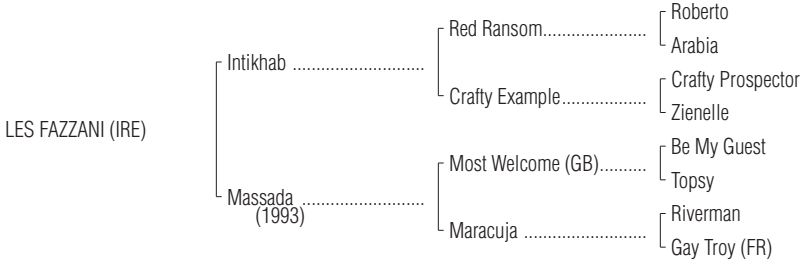 Roberto
Red Ransom......................
Arabia
Intikhab ...........................
Crafty Prospector
Crafty Example.................
Zienelle
LES FAZZANI (IRE)
Be My Guest
Most Welcome (GB)..........
Topsy
Massada .........................
(1993)
Riverman
Maracuja .........................
Gay Troy (FR)